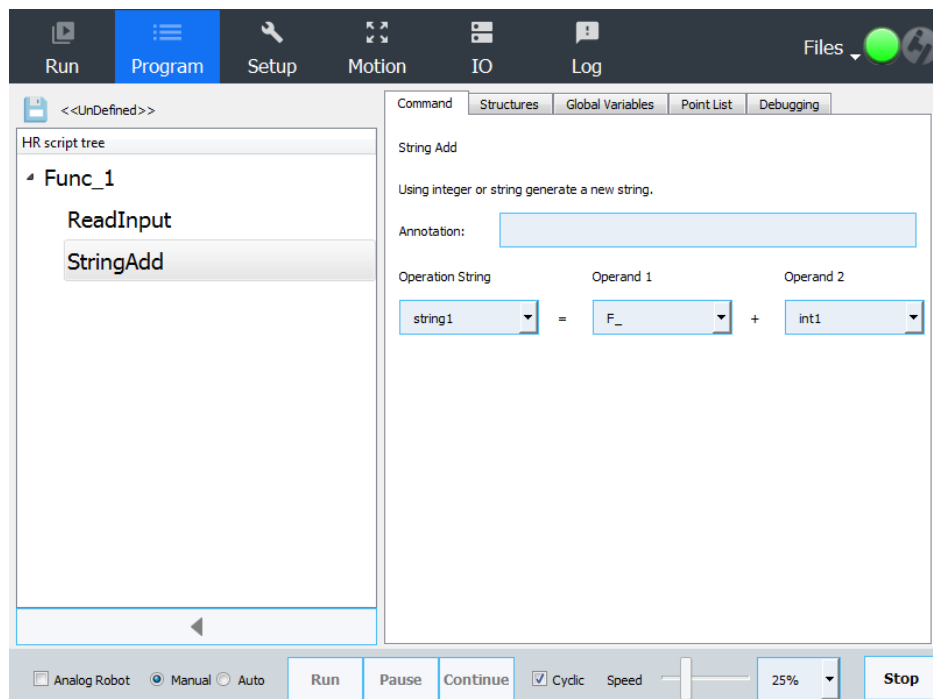 Run Program Setup Motion IO Log Files
<<UnDefined>>
Command Structures Global Variables Point List Debugging
HR script tree
Func_1
ReadInput
StringAdd
String Add
Using integer or string generate a new string.
Annotation:
Operation String Operand 1 Operand 2
string1 = F_ + int1
Analog Robot Manual Auto Run Pause Continue Cyclic Speed 25% Stop